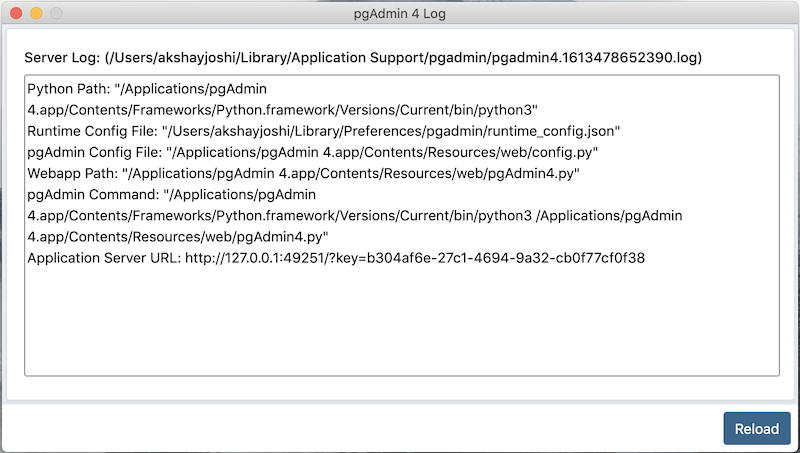 pgAdmin 4 Log
Server Log: (/Users/akshayjoshi/Library/Application Support/pgadmin/pgadmin4.1613478652390.log)
Python Path: "/Applications/pgAdmin
4.app/Contents/Frameworks/Python.framework/Versions/Current/bin/python3"
Runtime Config File: "/Users/akshayjoshi/Library/Preferences/pgadmin/runtime_config.json"
pgAdmin Config File: "/Applications/pgAdmin 4.app/Contents/Resources/web/config.py"
Webapp Path: "/Applications/pgAdmin 4.app/Contents/Resources/web/pgAdmin4.py"
pgAdmin Command: "/Applications/pgAdmin
4.app/Contents/Frameworks/Python.framework/Versions/Current/bin/python3 /Applications/pgAdmin
4.app/Contents/Resources/web/pgAdmin4.py"
Application Server URL: http://127.0.0.1:49251/?key=b304af6e-27c1-4694-9a32-cb0f77cf0f38
Reload